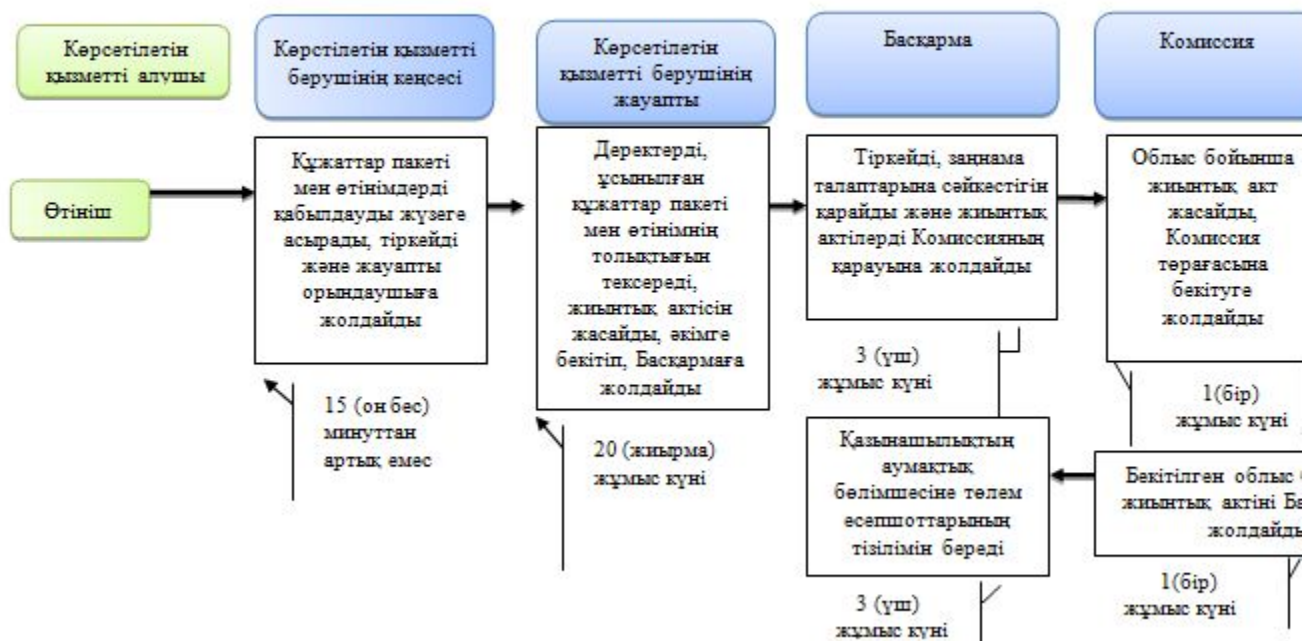 Көрсетілетін
қызметті алушы
Көрстілетін қызметті
берушінің кеңсесі
Көрсетілетін
қызметті берушінің
жауапты
Басқарма
Комиссия
Өтініш
Құжаттар пакеті
мен өтінімдерді
қабылдауды жүзеге
асырады, тіркейді
және жауапты
орындаушыға
жолдайды
Деректерді,
ұсынылған
құжаттар пакеті
мен өтінімнің
толықтығын
тексереді,
жиынтық актісін
жасайды, әкімге
бекітіп, Басқармаға
жолдайды
Тіркейді, заңнама
талаптарына сәйкестігін
қарайды және жиынтық
актілерді Комиссияның
қарауына жолдайды
Облыс бойынша
жиынтық акт
жасайды,
Комиссия
төрағасына
бекітуге
жолдайды
15 (он бес)
минуттан
артық емес
20 (жиырма)
жұмыс күні
3 (үш)
жұмыс күні
1(бір)
жұмыс күні
Қазынашылықтың
аумақтық
бөлімшесіне төлем
есепшоттарының
тізілімін береді
Бекітілген облыс
жиынтық актіні
жолдайды
3 (үш)
жұмыс күні
1(бір)
жұмыс күні